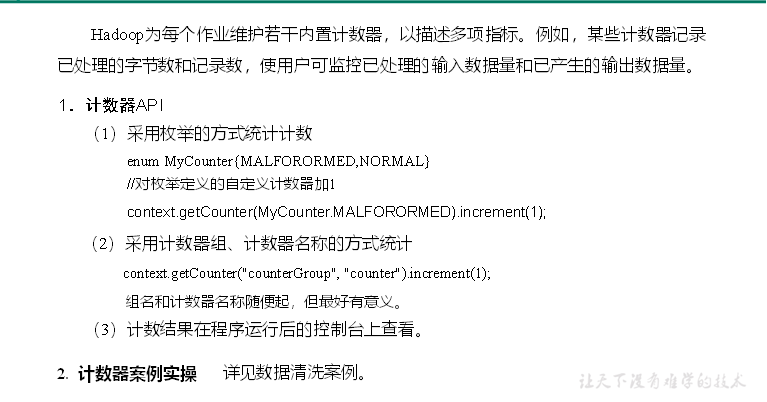 Hadoop为每个作业维护若干内置计数器，以描述多项指标。例如，某些计数器记录
已处理的字节数和记录数，使用户可监控已处理的输入数据量和已产生的输出数据量。
1．计数器API
（1）采用枚举的方式统计计数
enum MyCounter{MALFORORMED,NORMAL}
//对枚举定义的自定义计数器加1
context.getCounter(MyCounter.MALFORORMED).increment(1);
（2）采用计数器组、计数器名称的方式统计
context.getCounter("counterGroup", "counter").increment(1);
组名和计数器名称随便起，但最好有意义。
（3）计数结果在程序运行后的控制台上查看。
2. 计数器案例实操 详见数据清洗案例。
让天下没有难学的技术